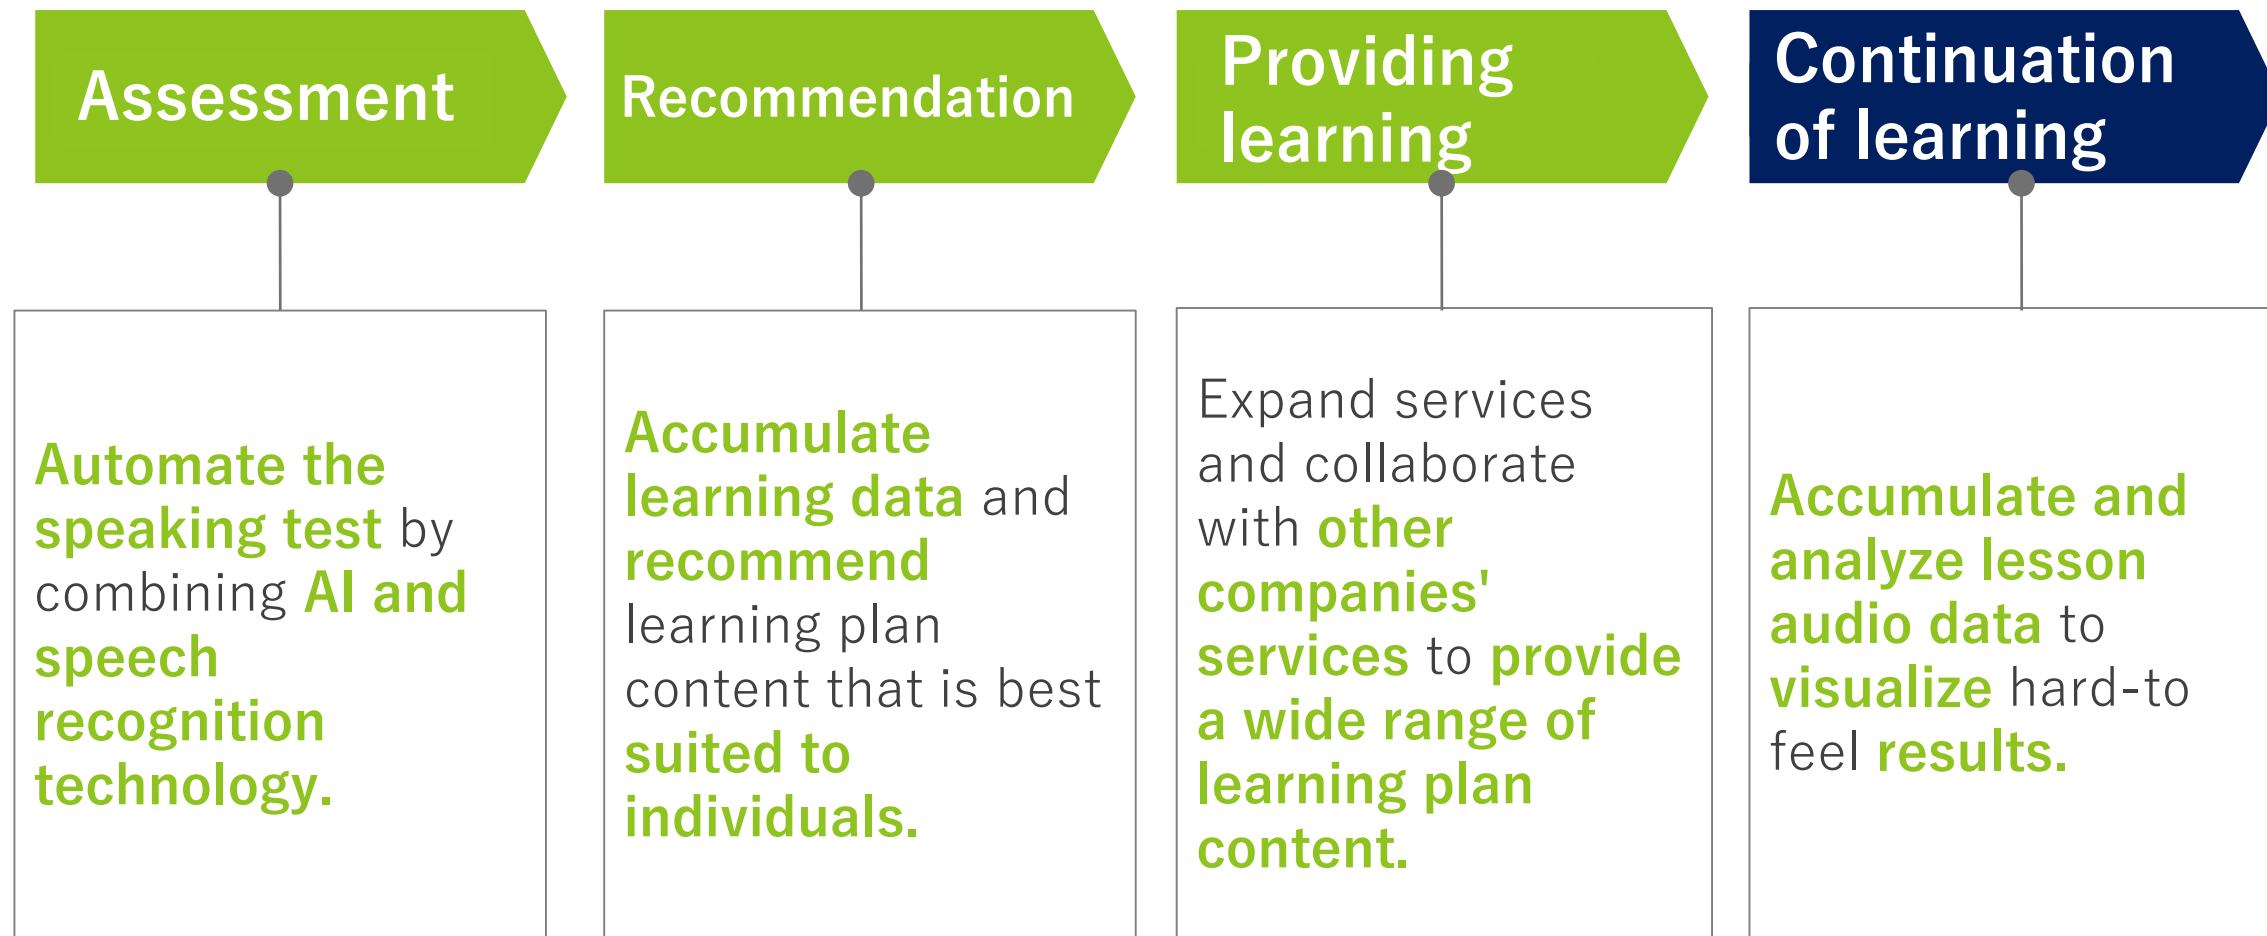 Assessment
Automate the
speaking test by
combining AI and
speech
recognition
technology.
Recommendation
Accumulate
learning data and
recommend
learning plan
content that is best
suited to
individuals.
Providing
learning
Expand services
and collaborate
with other
companies'
services to provide
a wide range of
learning plan
content.
Continuation
of learning
Accumulate and
analyze lesson
audio data to
visualize hard-to
feel results.